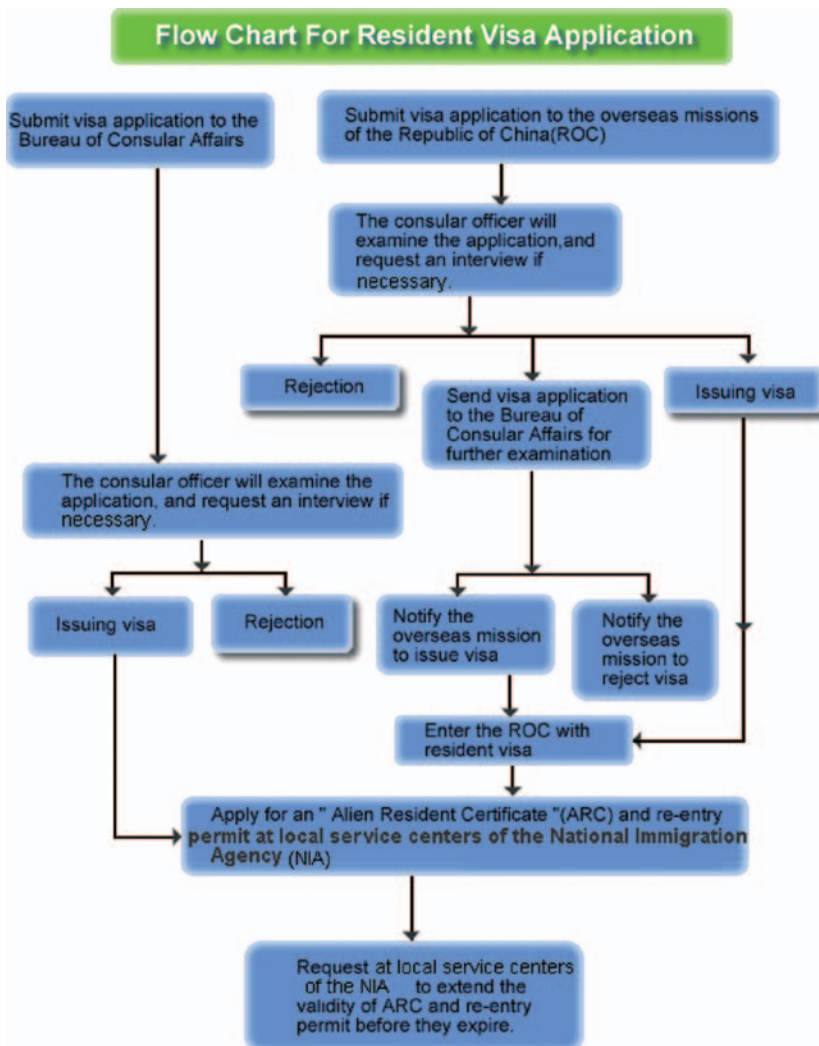 Flow Chart For Resident Visa Application
Submit visa application to the
Bureau of Consular Affairs
Submit visa application to the overseas missions
of the Republic of China(ROC)
The consular officer will
examine the application,and
request an interview if
necessary.
Rejection
Send visa application
to the Bureau of
Consular Affairs for
further examination
Issuing visa
The consular officer will examine the
application, and request an interview if
necessary.
Issuing visa
Rejection
Notify the
overseas mission
to issue visa
Notify the
overseas
mission to
reject visa
Enter the ROC with
resident visa
Apply for an " Alien Resident Certificate "(ARC) and re-entry
permit at local service centers of the National Immigration
Agency (NIA)
Request at local service centers
of the NIA to extend the
validity of ARC and re-entry
permit before they expire.